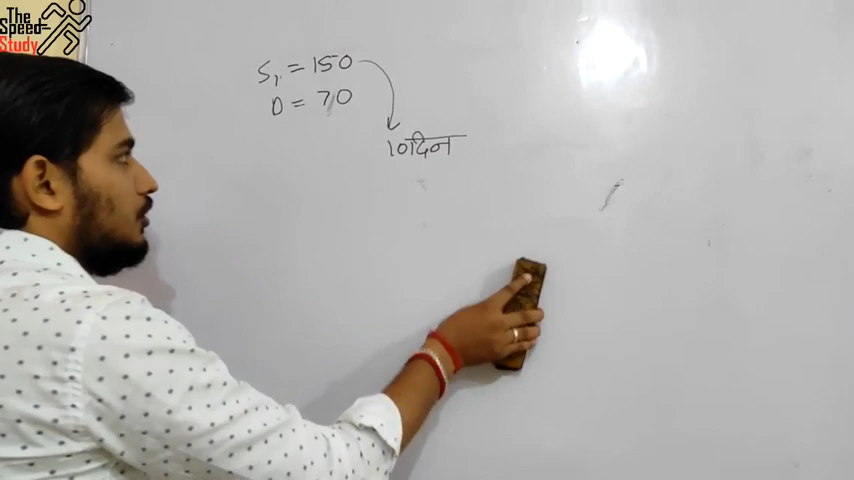 The
Speed
Study
S₁ = 150
D = 70
10दिन